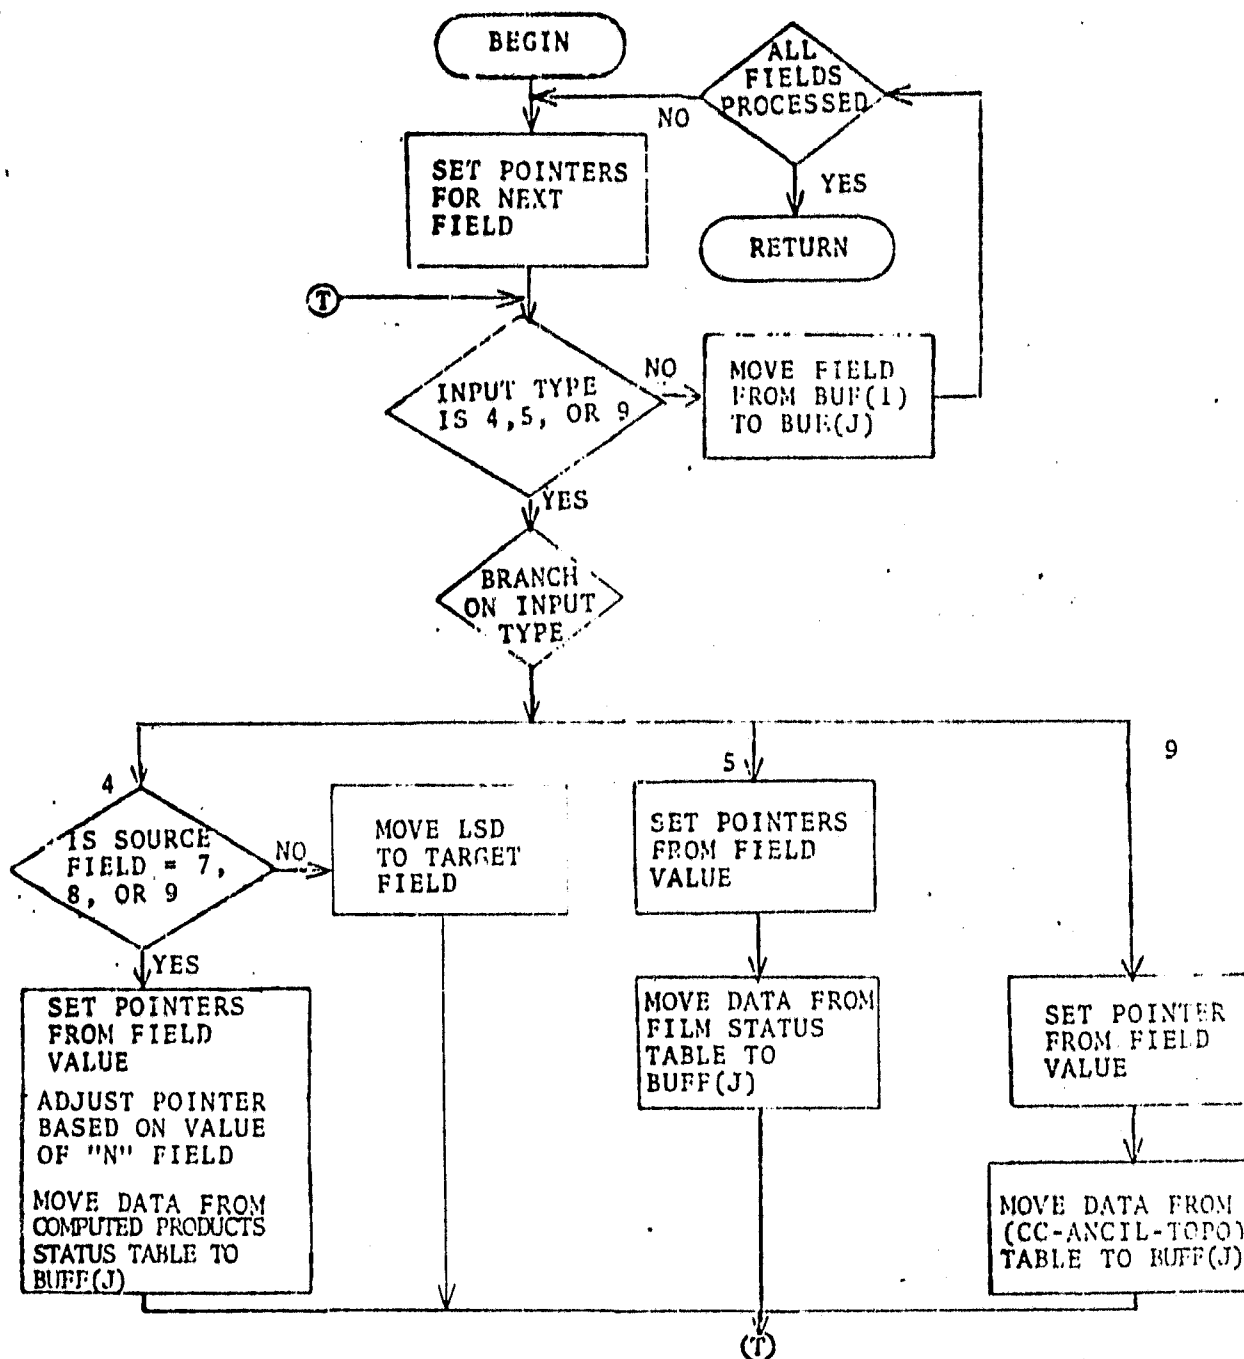 BEGIN
ALL
FIELDS
PROCESSED
NO
YES
SET POINTERS
FOR NEXT
FIELD
RETURN
T
INPUT TYPE
IS 4,5, OR 9
NO
MOVE FIELD
FROM BUF(1)
TO BUF(J)
YES
BRANCH
ON INPUT
TYPE
4
5
9
IS SOURCE
FIELD = 7,
8, OR 9
NO
MOVE LSD
TO TARGET
FIELD
SET POINTERS
FROM FIELD
VALUE
YES
SET POINTERS
FROM FIELD
VALUE
ADJUST POINTER
BASED ON VALUE
OF "N" FIELD
MOVE DATA FROM
COMPUTED PRODUCTS
STATUS TABLE TO
BUFF(J)
MOVE DATA FROM
FILM STATUS
TABLE TO
BUFF(J)
SET POINTER
FROM FIELD
VALUE
MOVE DATA FROM
(CC-ANCIL-TOPO)
TABLE TO BUFF(J)
(T)